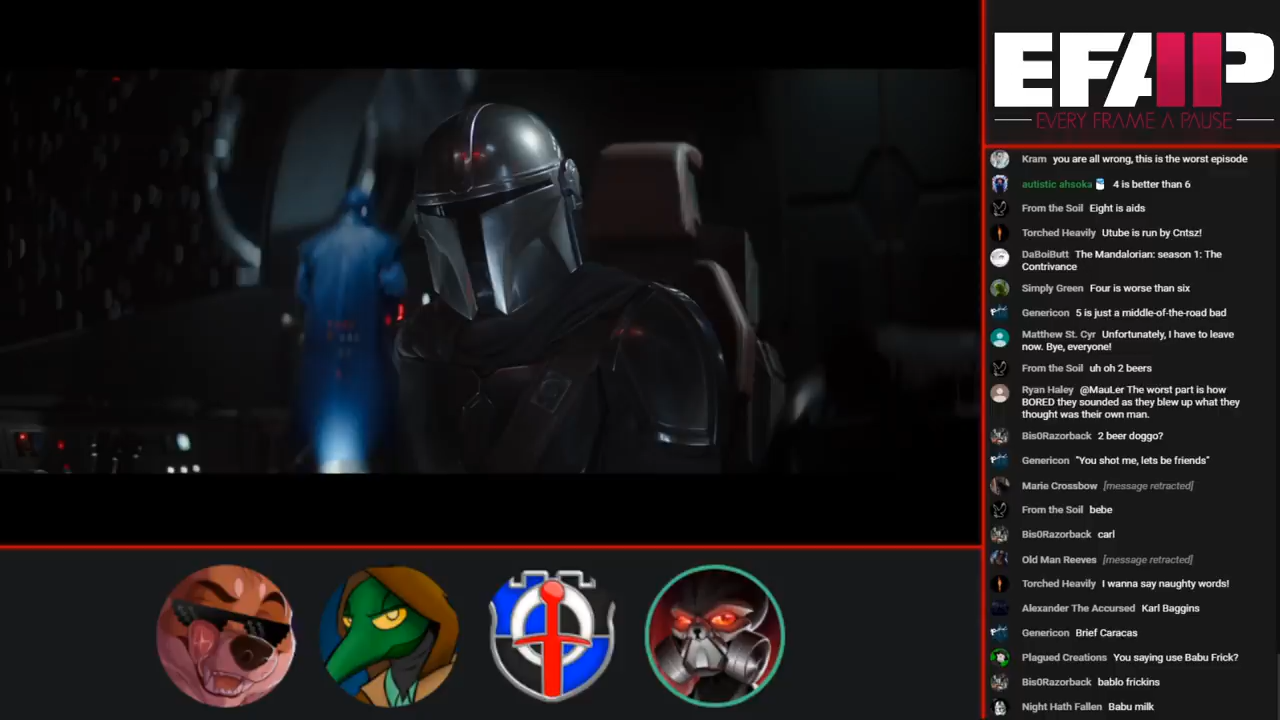 EFAP
EVERY FRAME A PAUSE
Kram you are all wrong, this is the worst episode
autistic ahsoka 4 is better than 6
From the Soil Eight is aids
Torched Heavily Utube is run by Cntsz!
DaBoiButt The Mandalorian: season 1: The
Contrivance
Simply Green Four is worse than six
Genericon 5 is just a middle-of-the-road bad
Matthew St. Cyr Unfortunately, I have to leave
now. Bye, everyone!
From the Soil uh oh 2 beers
Ryan Haley @MauLer The worst part is how
BORED they sounded as they blew up what they
thought was their own man.
Bis0Razorback 2 beer doggo?
Genericon "You shot me, lets be friends"
Marie Crossbow [message retracted]
From the Soil bebe
Bis0Razorback carl
Old Man Reeves [message retracted]
Torched Heavily I wanna say naughty words!
Alexander The Accursed Karl Baggins
Genericon Brief Caracas
Plagued Creations You saying use Babu Frick?
Bis0Razorback bablo frickins
Night Hath Fallen Babu milk